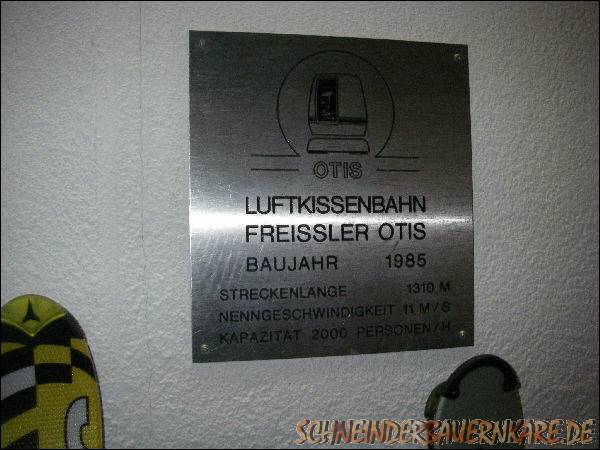 OTIS
LUFTKISSENBAHN
FREISSLER OTIS
BAUJAHR 1985
STRECKENLÄNGE 1310 M
NENNGESCHWINDIGKEIT 11 M/S
KAPAZITÄT 2000 PERSONEN/H
SCHNEINDERBAUERNKARE.DE